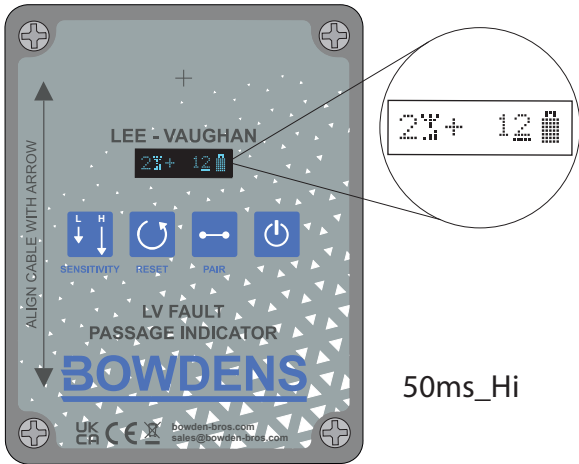 ALIGN CABLE WITH ARROW
LEE - VAUGHAN
2 + 12
2 + 12
L H
SENSITIVITY RESET PAIR
LV FAULT
PASSAGE INDICATOR
BOWDENS
50ms_Hi
UK
CA CE
bowden-bros.com
sales@bowden-bros.com